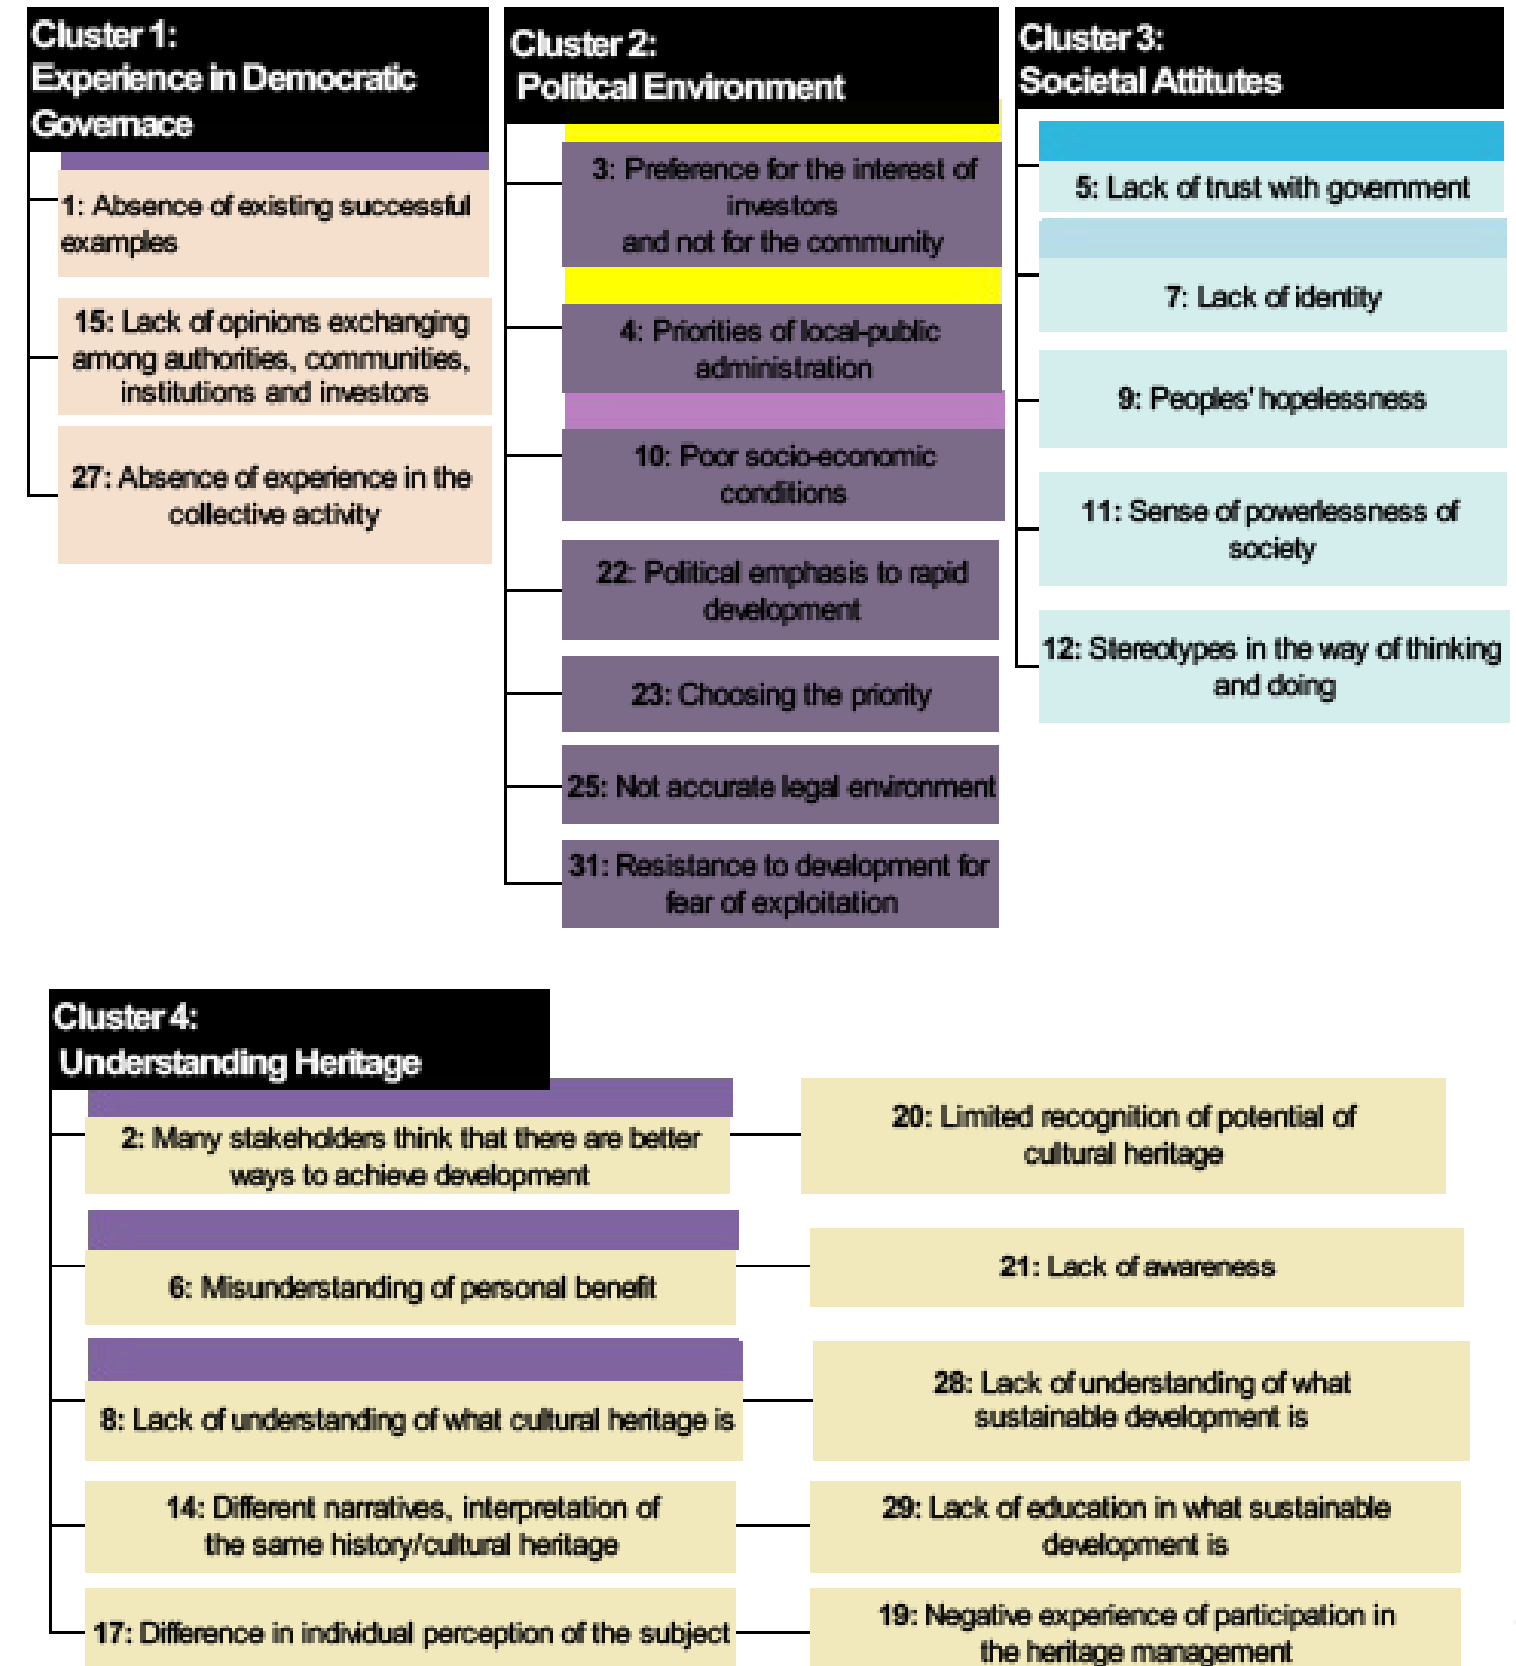 Cluster 1:
Experience in Democratic
Governace
1: Absence of existing successful
examples
15: Lack of opinions exchanging
among authorities, communities,
institutions and investors
27: Absence of experience in the
collective activity
Cluster 2:
Political Environment
3: Preference for the interest of
investors
and not for the community
4: Priorities of local-public
administration
10: Poor socio-economic
conditions
22: Political emphasis to rapid
development
23: Choosing the priority
25: Not accurate legal environment
31: Resistance to development for
fear of exploitation
Cluster 3:
Societal Attitutes
5: Lack of trust with government
7: Lack of identity
9: Peoples' hopelessness
11: Sense of powerlessness of
society
12: Stereotypes in the way of thinking
and doing
Cluster 4:
Understanding Heritage
2: Many stakeholders think that there are better
ways to achieve development
20: Limited recognition of potential of
cultural heritage
6: Misunderstanding of personal benefit
21: Lack of awareness
8: Lack of understanding of what cultural heritage is
28: Lack of understanding of what
sustainable development is
14: Different narratives, interpretation of
the same history/cultural heritage
29: Lack of education in what sustainable
development is
17: Difference in individual perception of the subject
19: Negative experience of participation in
the heritage management